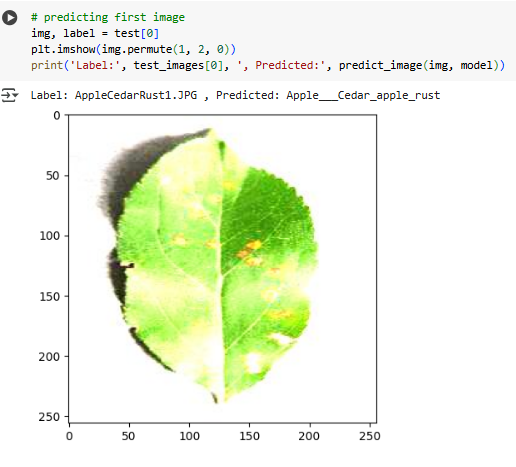 # predicting first image
img, label = test[0]
plt.imshow(img.permute(1, 2, 0))
print('Label:', test_images[0], ', Predicted:', predict_image(img, model))
Label: AppleCedarRust1.JPG , Predicted: Apple___Cedar_apple_rust
0
50
100
150
200
250
0 50 100 150 200 250